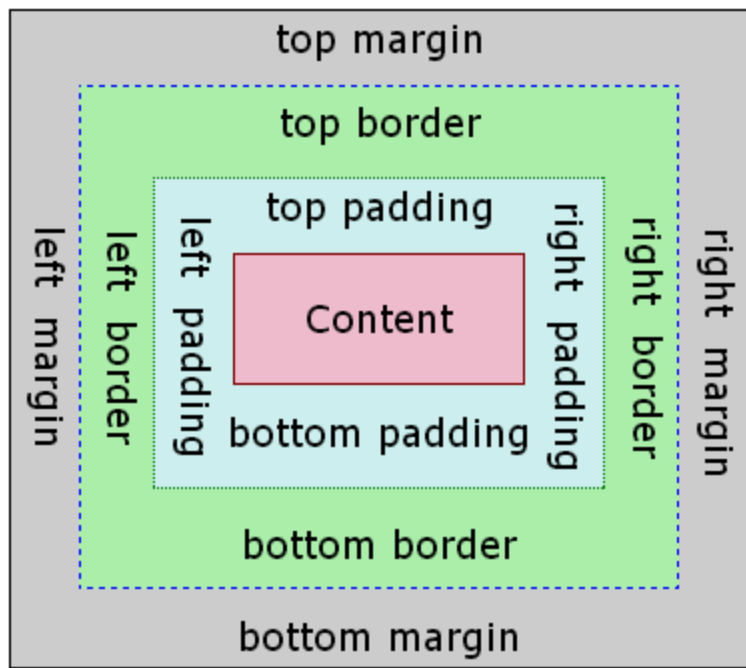 top margin
top border
top padding
left margin
left border
left padding
Content
right padding
right border
right margin
bottom padding
bottom border
bottom margin